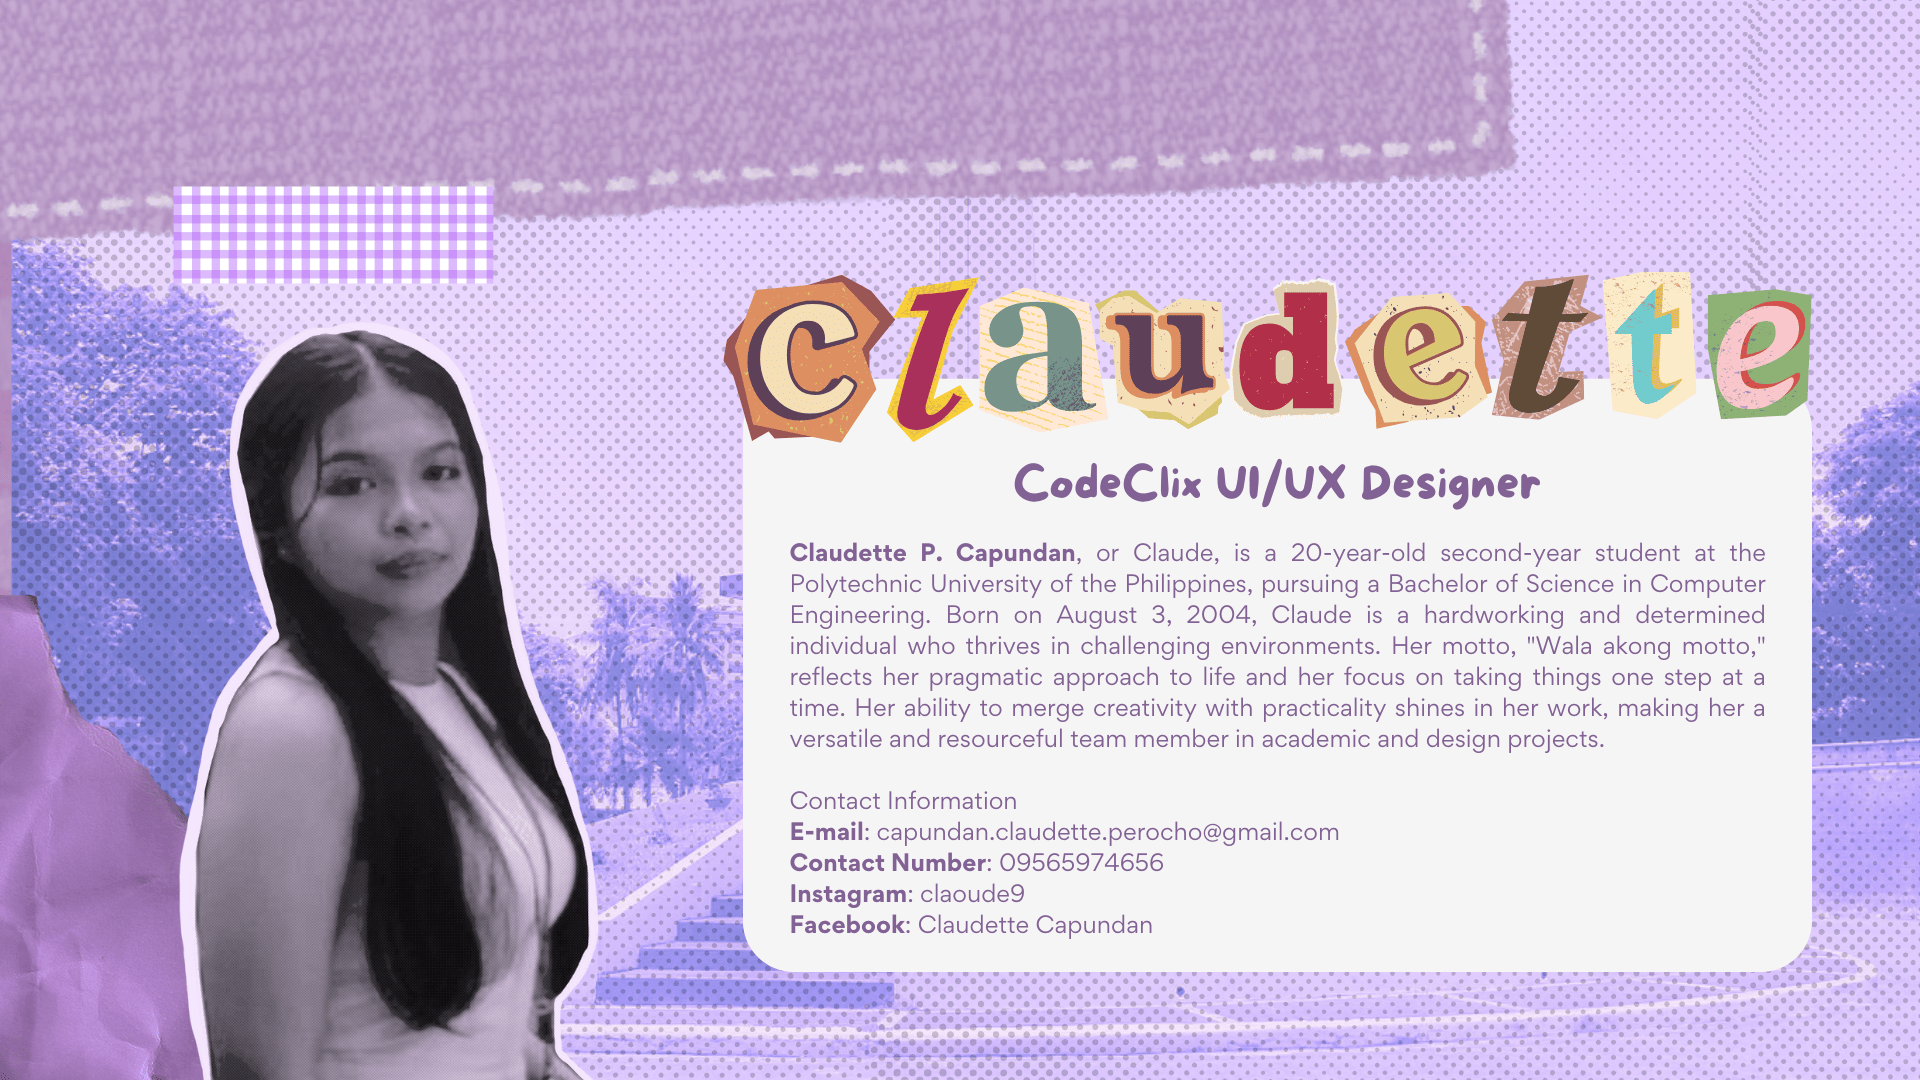 Claudette
CodeClix UI/UX Designer
Claudette P. Capundan, or Claude, is a 20-year-old second-year student at the
Polytechnic University of the Philippines, pursuing a Bachelor of Science in Computer
Engineering. Born on August 3, 2004, Claude is a hardworking and determined
individual who thrives in challenging environments. Her motto, "Wala akong motto,"
reflects her pragmatic approach to life and her focus on taking things one step at a
time. Her ability to merge creativity with practicality shines in her work, making her a
versatile and resourceful team member in academic and design projects.
Contact Information
E-mail: capundan.claudette.perocho@gmail.com
Contact Number: 09565974656
Instagram: claoude9
Facebook: Claudette Capundan